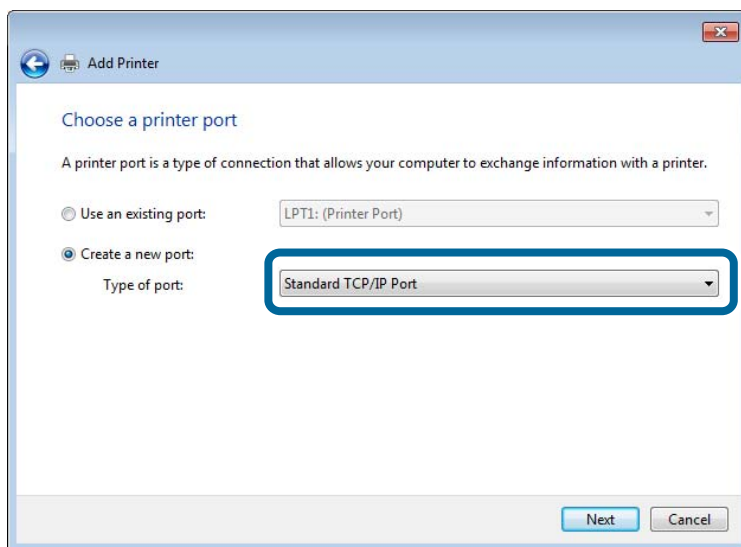 Add Printer
Choose a printer port
A printer port is a type of connection that allows your computer to exchange information with a printer.
Use an existing port: LPT1: (Printer Port)
Create a new port:
Type of port: Standard TCP/IP Port
Next Cancel